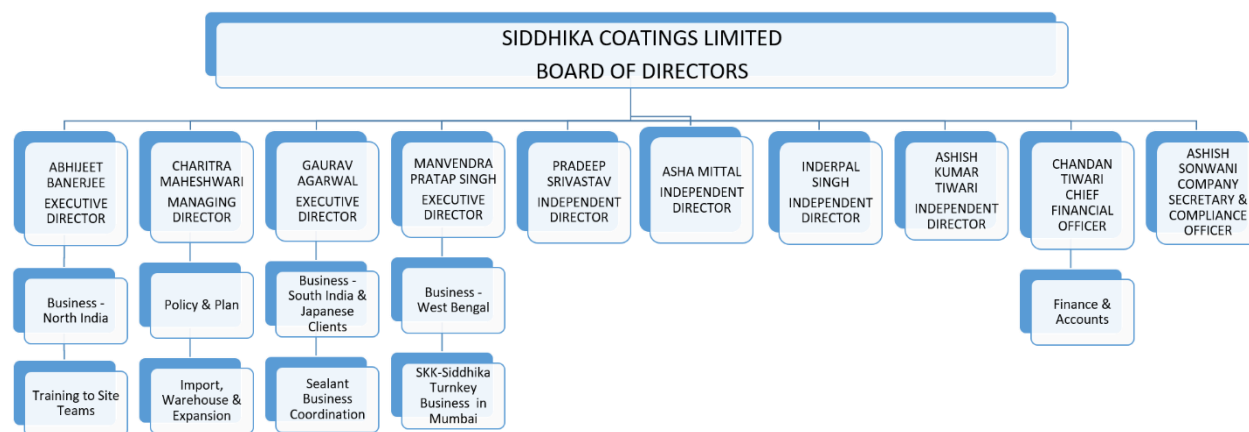 SIDDHIKA COATINGS LIMITED
BOARD OF DIRECTORS
ABHIJEET
BANERJEE
EXECUTIVE
DIRECTOR
CHARITRA
MAHESHWARI
MANAGING
DIRECTOR
GAURAV
AGARWAL
EXECUTIVE
DIRECTOR
MANVENDRA
PRATAP SINGH
EXECUTIVE
DIRECTOR
PRADEEP
SRIVASTAV
INDEPENDENT
DIRECTOR
ASHA MITTAL
INDEPENDENT
DIRECTOR
INDERPAL
SINGH
INDEPENDENT
DIRECTOR
ASHISH
KUMAR
TIWARI
INDEPENDENT
DIRECTOR
CHANDAN
TIWARI
CHIEF
FINANCIAL
OFFICER
ASHISH
SONWANI
COMPANY
SECRETARY &
COMPLIANCE
OFFICER
Business -
North India
Policy & Plan
Business -
South India &
Japanese
Clients
Business -
West Bengal
Finance &
Accounts
Training to Site
Teams
Import,
Warehouse &
Expansion
Sealant
Business
Coordination
SKK-Siddhika
Turnkey
Business in
Mumbai